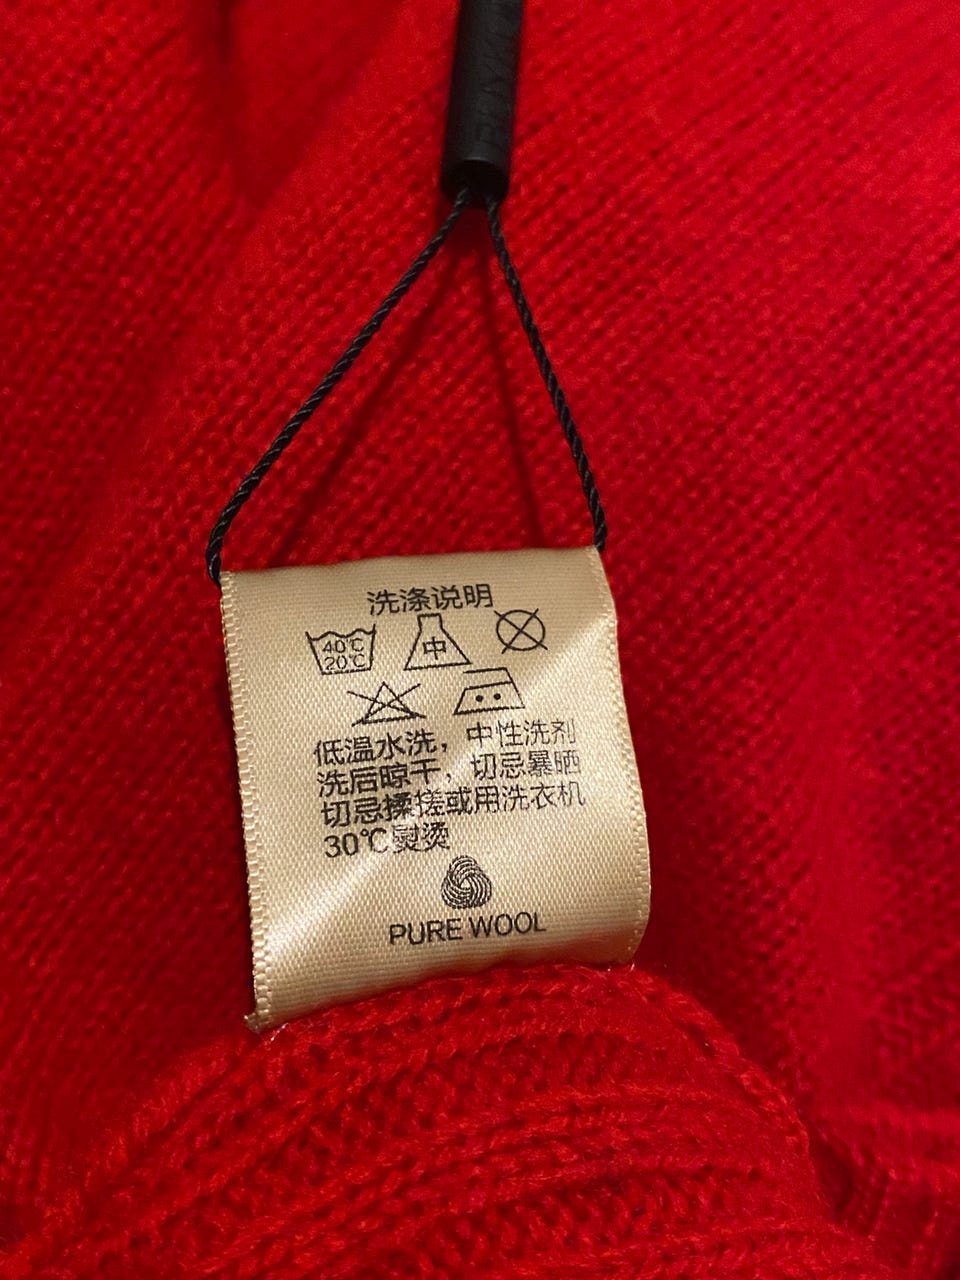 洗涤说明
40℃
20℃
中
低温水洗，中性洗剂
洗后晾干，切忌暴晒
切忌揉搓或用洗衣机
30℃熨烫
PURE WOOL